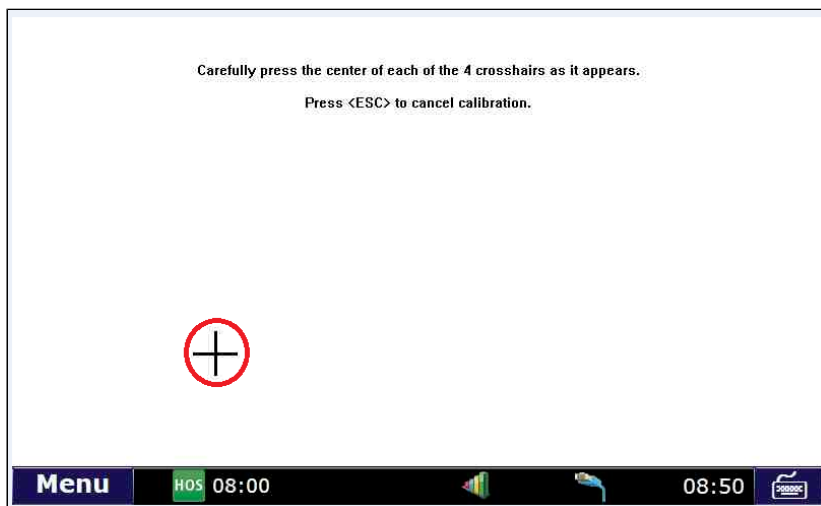 Carefully press the center of each of the 4 crosshairs as it appears.
Press <ESC> to cancel calibration.
Menu HOS 08:00 08:50